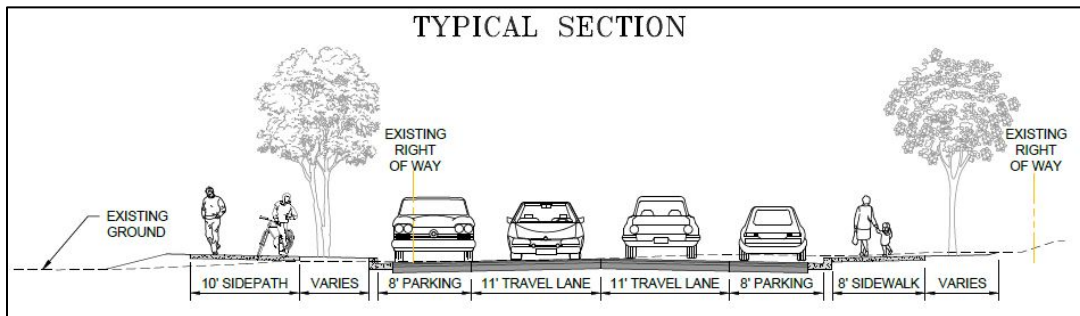 TYPICAL SECTION
EXISTING
RIGHT
OF WAY
EXISTING
RIGHT
OF WAY
EXISTING
GROUND
10' SIDEPATH
VARIES
8' PARKING
11' TRAVEL LANE
11' TRAVEL LANE
8' PARKING
8' SIDEWALK
VARIES